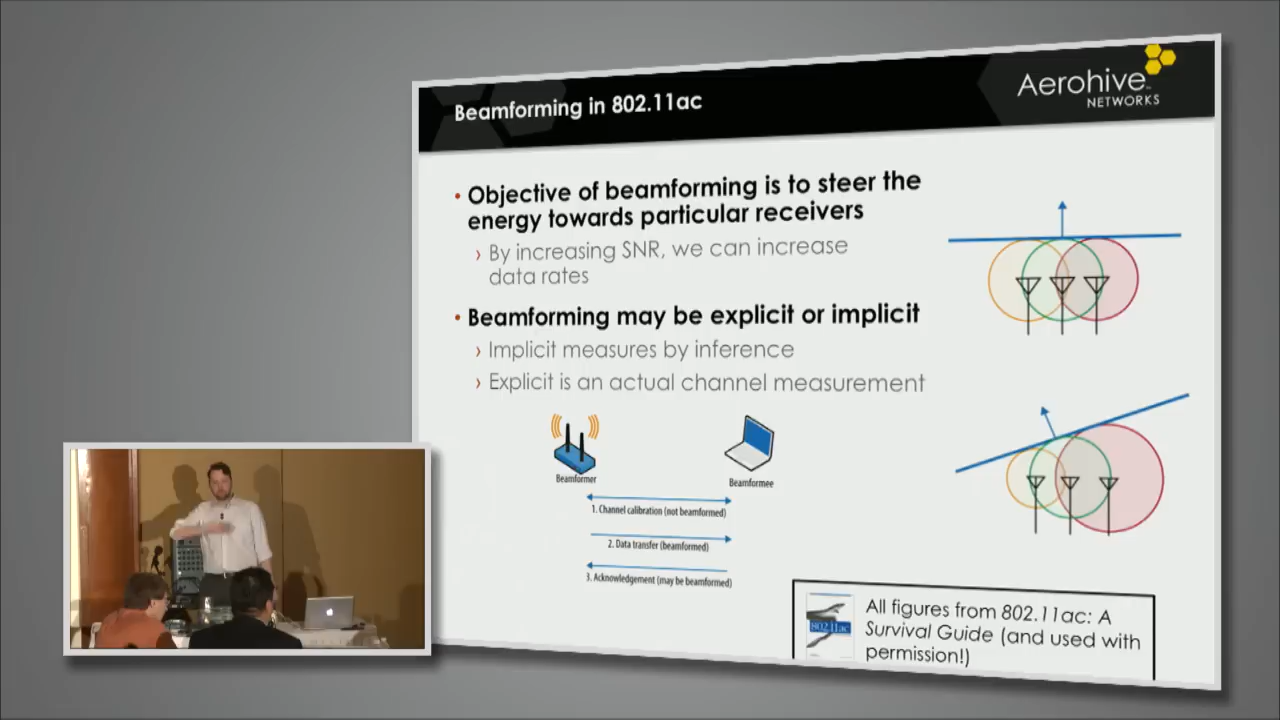 Beamforming in 802.11ac
Aerohive
NETWORKS
• Objective of beamforming is to steer the
energy towards particular receivers
› By increasing SNR, we can increase
data rates
• Beamforming may be explicit or implicit
› Implicit measures by inference
› Explicit is an actual channel measurement
Beamformer
Beamformee
1. Channel calibration (not beamformed)
2. Data transfer (beamformed)
3. Acknowledgement (may be beamformed)
802.11ac
All figures from 802.11ac: A
Survival Guide (and used with
permission!)